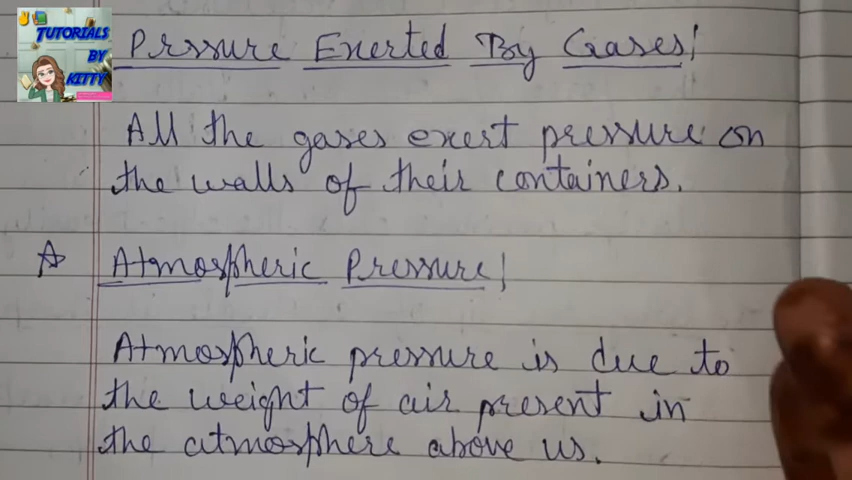 TUTORIALS
BY
KITTY
Prssure Exerted By Gases!
All the gases exert pressure on
the walls of their containers.
Atmospheric Pressure!
Atmospheric pressure is due to
the weight of air present in
the atmosphere above us.